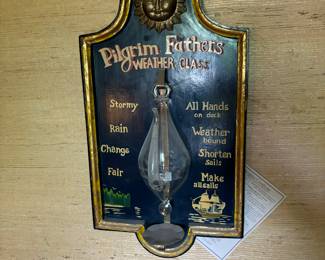 Pilgrim Fathers
WEATHER-GLASS
Stormy
Rain
Change
Fair
All Hands
on deck
Weather
bound
Shorten
Sails
Make
all sails